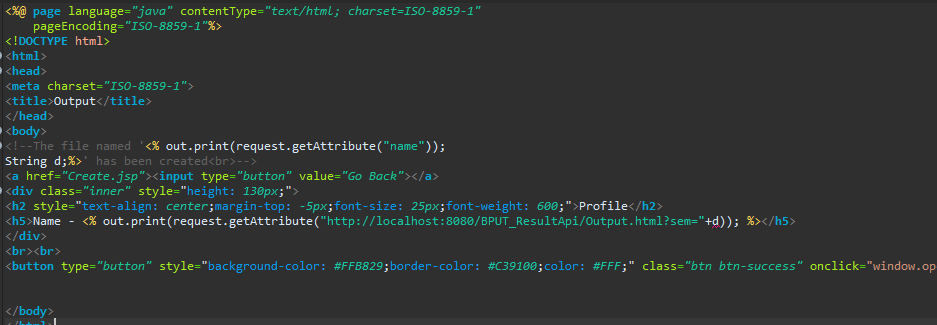 <%@ page language="java" contentType="text/html; charset=ISO-8859-1"
    pageEncoding="ISO-8859-1"%>
<!DOCTYPE html>
<html>
<head>
<meta charset="ISO-8859-1">
<title>Output</title>
</head>
<body>
<!--The file named '<% out.print(request.getAttribute("name"));
String d;%>' has been created<br>-->
<a href="Create.jsp"><input type="button" value="Go Back"></a>
<div class="inner" style="height: 130px;">
<h2 style="text-align: center;margin-top: -5px;font-size: 25px;font-weight: 600;">Profile</h2>
<h5>Name - <% out.print(request.getAttribute("http://localhost:8080/BPUT_ResultApi/Output.html?sem="+d)); %></h5>
</div>
<br><br>
<button type="button" style="background-color: #FFB829;border-color: #C39100;color: #FFF;" class="btn btn-success" onclick="window.op
</body>
</html>